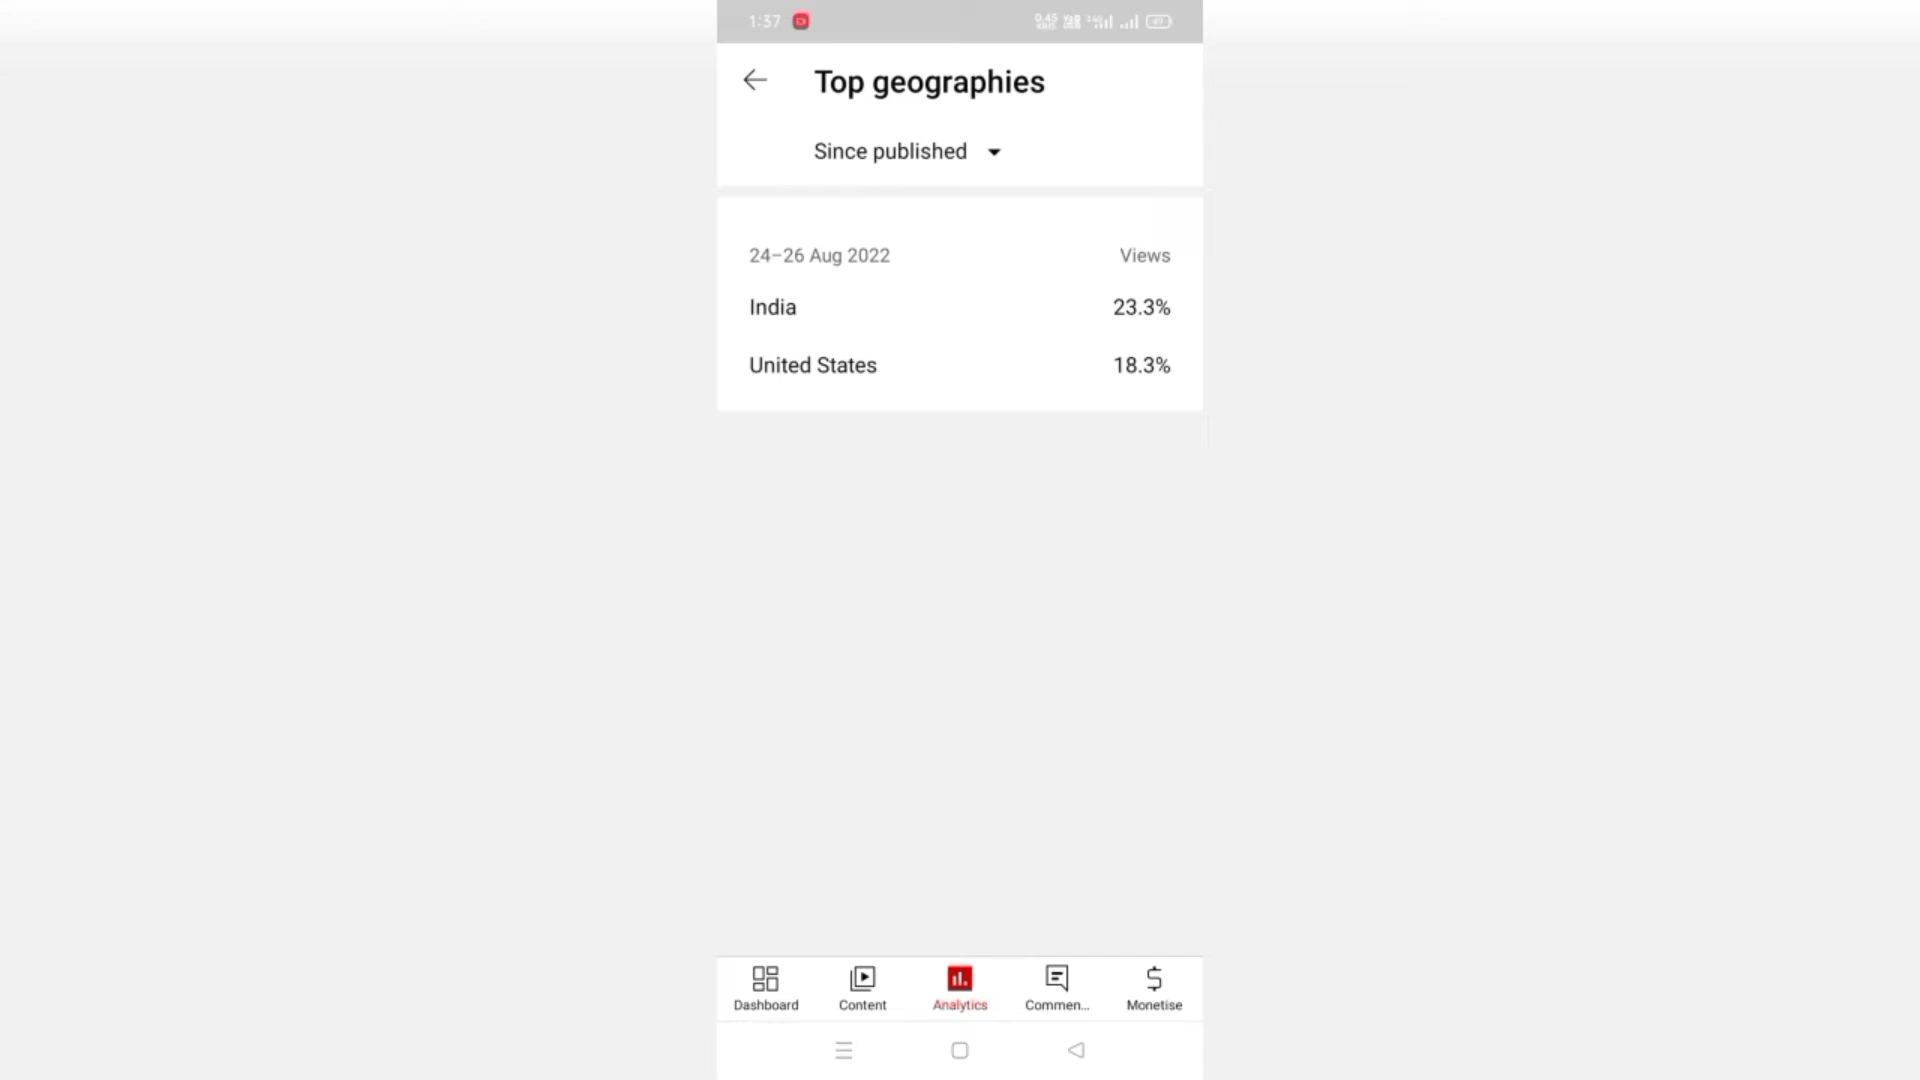 1:37
Top geographies
Since published
24–26 Aug 2022 Views
India 23.3%
United States 18.3%
Dashboard Content Analytics Commen... Monetise